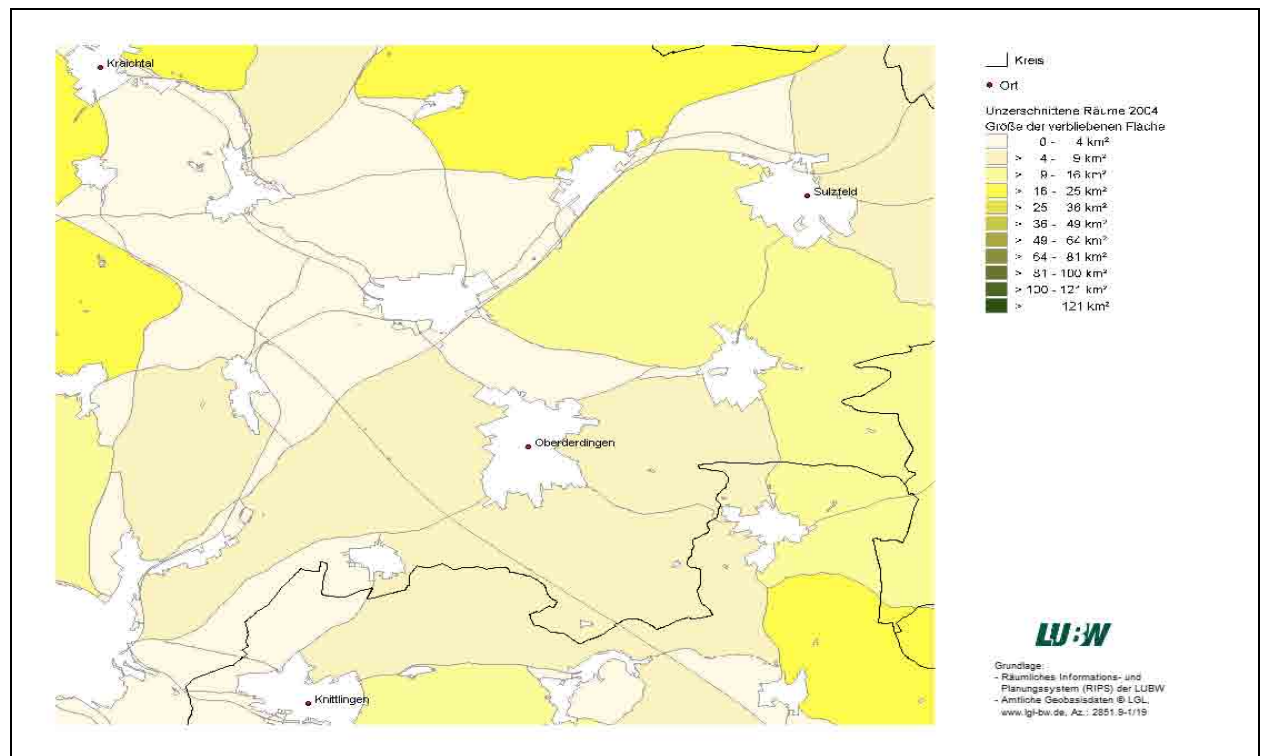 Kraichtal
Sulzfeld
Oberderdingen
Knittlingen
Kreis
Ort
Unzerschnittene Räume 2004
Größe der verbliebenen Fläche
0 - 4 km²
> 4 - 9 km²
> 9 - 16 km²
> 16 - 25 km²
> 25 36 km²
> 36 - 49 km²
> 49 - 64 km²
> 64 - 81 km²
> 81 - 100 km²
> 100 - 121 km²
> 121 km²
LUBW
Grundlage:
- Räumliches Informations- und
Planungssystem (RIPS) der LUBW
- Amtliche Geobasisdaten © LGL,
www.lgl-bw.de, Az.: 2851.9-1/19